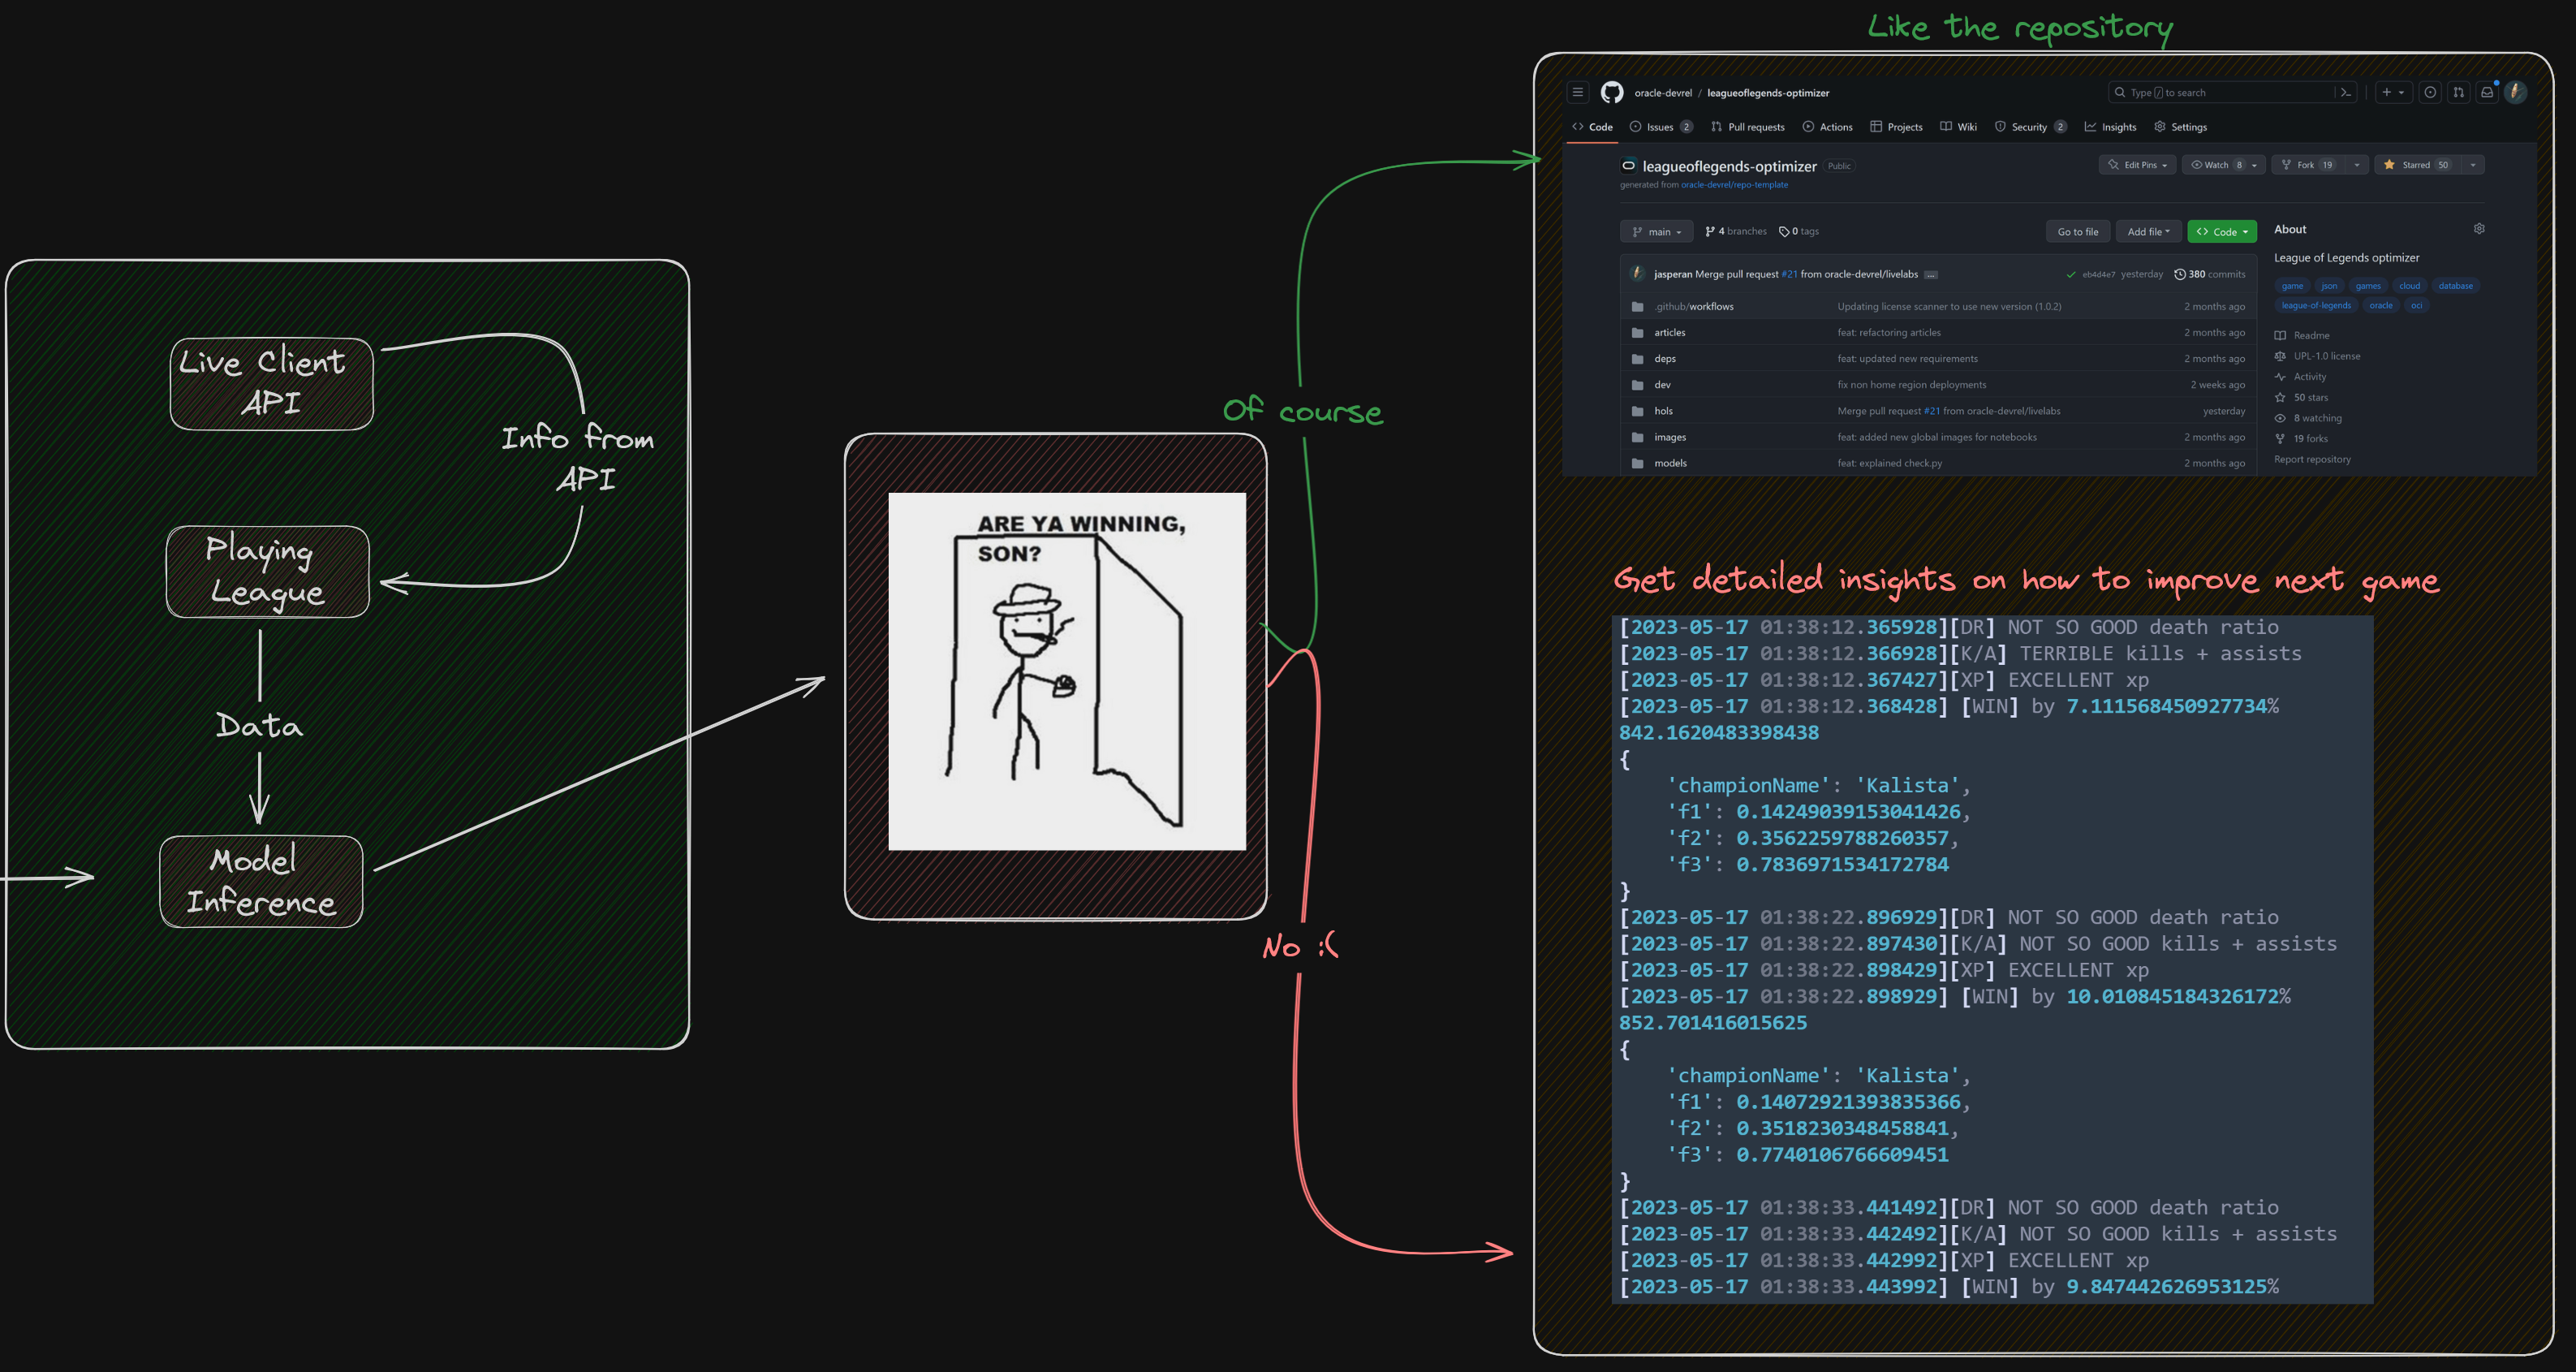 Live Client
API
Info from
API
Playing
League
Data
Model
Inference
ARE YA WINNING,
SON?
Of course
No :(
Like the repository
oracle-devrel / leagueoflegends-optimizer
Type / to search
Code Issues 2 Pull requests Actions Projects Wiki Security 2 Insights Settings
leagueoflegends-optimizer Public
Edit Pins Watch 8 Fork 19 Starred 50
generated from oracle-devrel/repo-template
main 4 branches 0 tags Go to file Add file Code
jasperan Merge pull request #21 from oracle-devrel/livelabs ... eb4d4e7 yesterday 380 commits
.github/workflows Updating license scanner to use new version (1.0.2) 2 months ago
articles feat: refactoring articles 2 months ago
deps feat: updated new requirements 2 months ago
dev fix non home region deployments 2 weeks ago
hols Merge pull request #21 from oracle-devrel/livelabs yesterday
images feat: added new global images for notebooks 2 months ago
models feat: explained check.py 2 months ago
About
League of Legends optimizer
game json games cloud database
league-of-legends oracle oci
Readme
UPL-1.0 license
Activity
50 stars
8 watching
19 forks
Report repository
Get detailed insights on how to improve next game
[2023-05-17 01:38:12.365928][DR] NOT SO GOOD death ratio
[2023-05-17 01:38:12.366928][K/A] TERRIBLE kills + assists
[2023-05-17 01:38:12.367427][XP] EXCELLENT xp
[2023-05-17 01:38:12.368428] [WIN] by 7.111568450927734%
842.1620483398438
{
    'championName': 'Kalista',
    'f1': 0.14249039153041426,
    'f2': 0.3562259788260357,
    'f3': 0.7836971534172784
}
[2023-05-17 01:38:22.896929][DR] NOT SO GOOD death ratio
[2023-05-17 01:38:22.897430][K/A] NOT SO GOOD kills + assists
[2023-05-17 01:38:22.898429][XP] EXCELLENT xp
[2023-05-17 01:38:22.898929] [WIN] by 10.010845184326172%
852.701416015625
{
    'championName': 'Kalista',
    'f1': 0.14072921393835366,
    'f2': 0.3518230348458841,
    'f3': 0.7740106766609451
}
[2023-05-17 01:38:33.441492][DR] NOT SO GOOD death ratio
[2023-05-17 01:38:33.442492][K/A] NOT SO GOOD kills + assists
[2023-05-17 01:38:33.442992][XP] EXCELLENT xp
[2023-05-17 01:38:33.443992] [WIN] by 9.847442626953125%